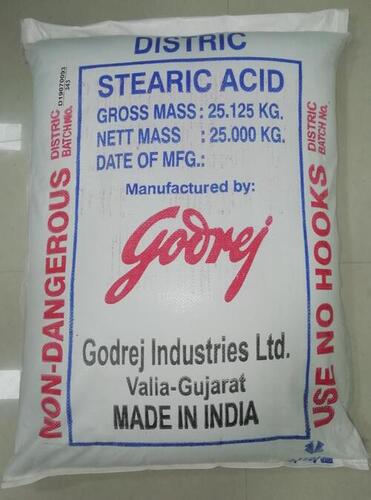 DISTRIC
STEARIC ACID
GROSS MASS : 25.125 KG.
NETT MASS : 25.000 KG.
DATE OF MFG.:
Manufactured by:
Godrej
Godrej Industries Ltd.
Valia-Gujarat
MADE IN INDIA
NON-DANGEROUS
DISTRIC
BATCH NO.
D19070093
USE NO HOOKS
DISTRIC
BATCH No.